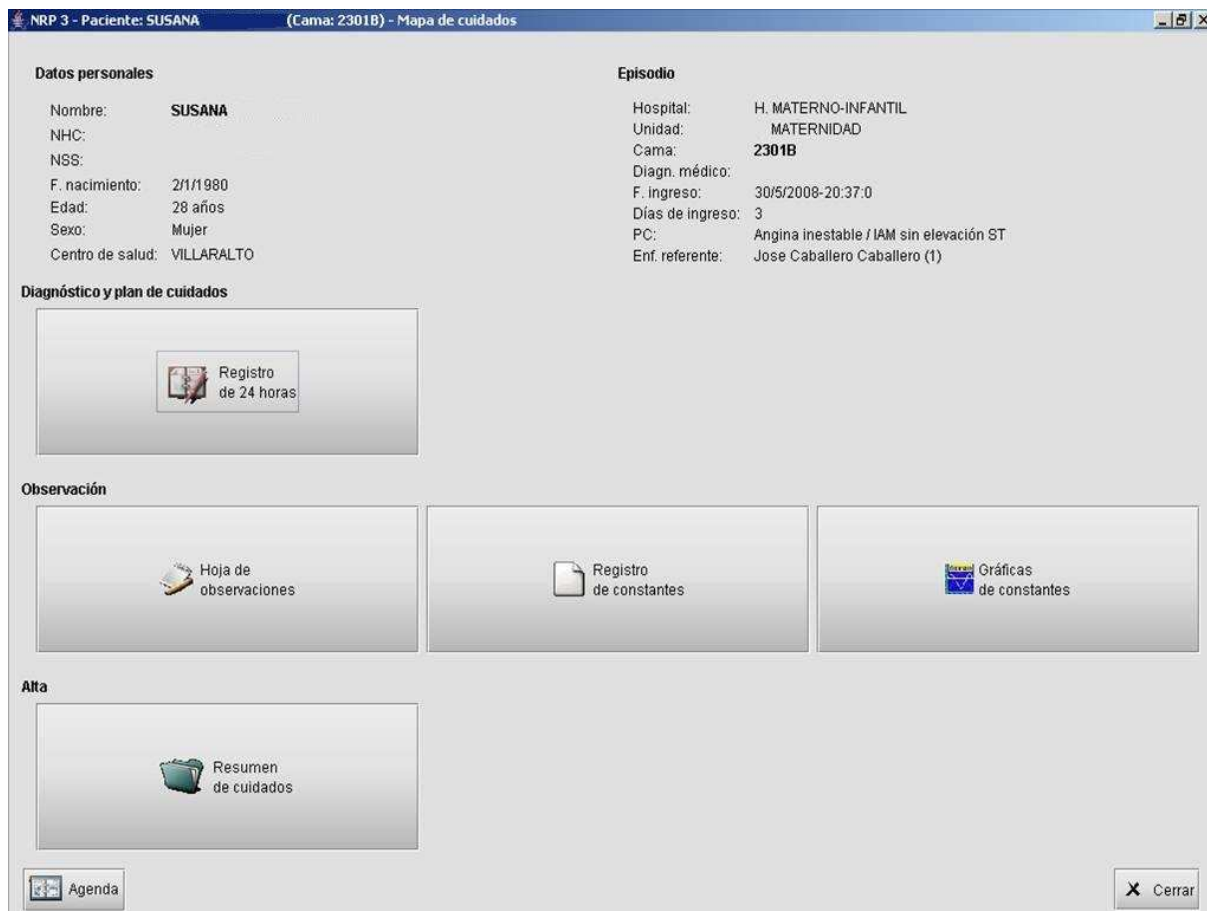 NRP 3 - Paciente: SUSANA (Cama: 2301B) - Mapa de cuidados
Datos personales
Nombre: SUSANA
NHC:
NSS:
F. nacimiento: 2/1/1980
Edad: 28 años
Sexo: Mujer
Centro de salud: VILLARALTO
Episodio
Hospital: H. MATERNO-INFANTIL
Unidad: MATERNIDAD
Cama: 2301B
Diagn. médico:
F. ingreso: 30/5/2008-20:37:0
Días de ingreso: 3
PC: Angina inestable / IAM sin elevación ST
Enf. referente: Jose Caballero Caballero (1)
Diagnóstico y plan de cuidados
Registro
de 24 horas
Observación
Hoja de
observaciones
Registro
de constantes
Gráficas
de constantes
Alta
Resumen
de cuidados
Agenda
Cerrar